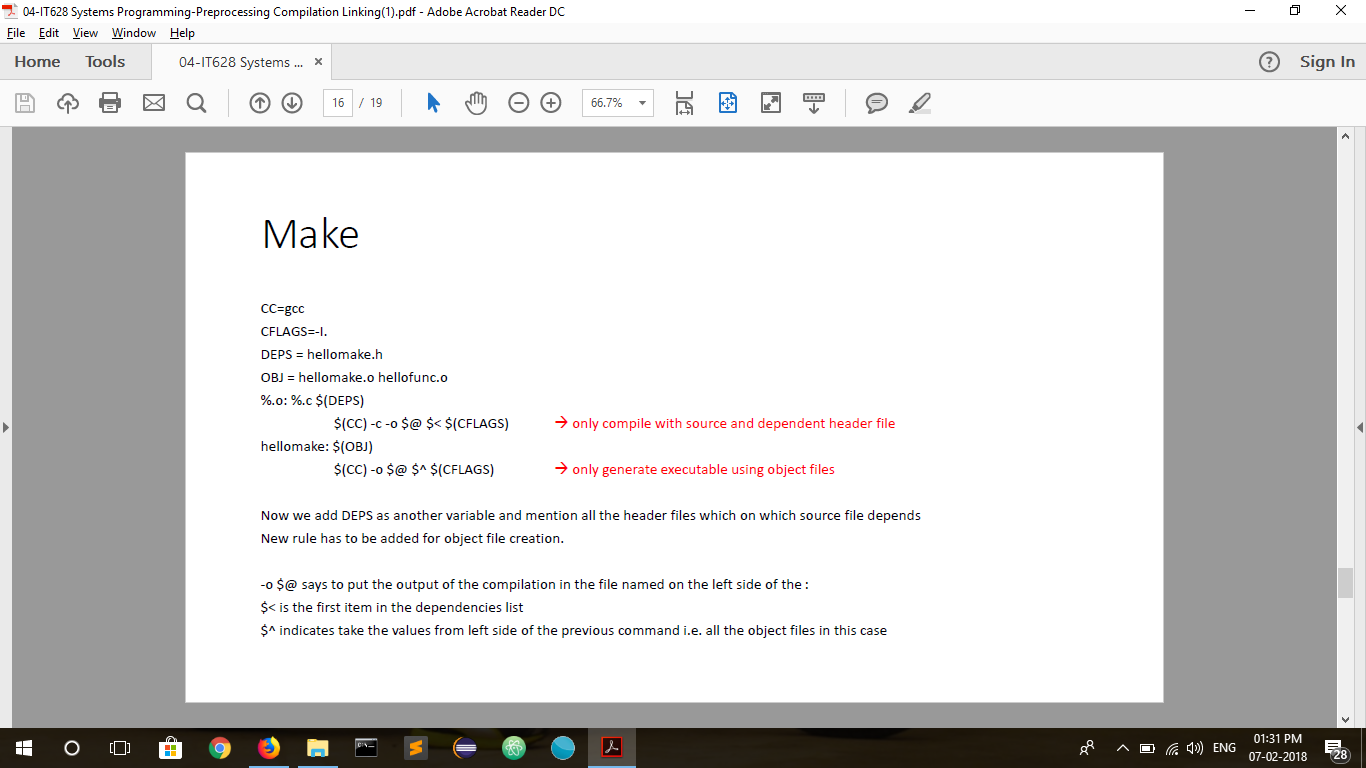 04-IT628 Systems Programming-Preprocessing Compilation Linking(1).pdf - Adobe Acrobat Reader DC
File Edit View Window Help
Home Tools 04-IT628 Systems ... × ? Sign In
16 / 19 66.7%
Make
CC=gcc
CFLAGS=-I.
DEPS = hellomake.h
OBJ = hellomake.o hellofunc.o
%.o: %.c $(DEPS)
$(CC) -c -o $@ $< $(CFLAGS) → only compile with source and dependent header file
hellomake: $(OBJ)
$(CC) -o $@ $^ $(CFLAGS) → only generate executable using object files
Now we add DEPS as another variable and mention all the header files which on which source file depends
New rule has to be added for object file creation.
-o $@ says to put the output of the compilation in the file named on the left side of the :
$< is the first item in the dependencies list
$^ indicates take the values from left side of the previous command i.e. all the object files in this case
ENG 01:31 PM
07-02-2018 28